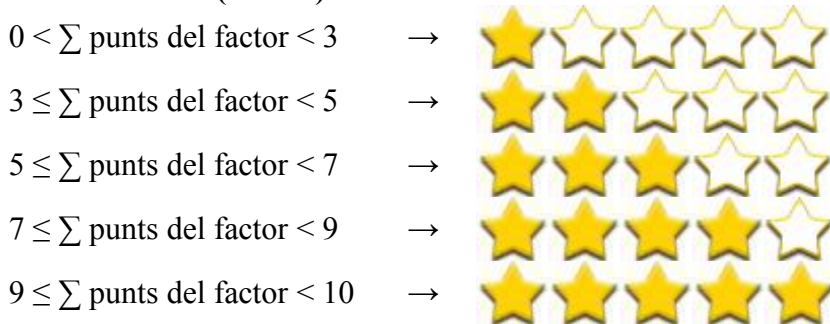 0 < ∑ punts del factor < 3 →
3 ≤ ∑ punts del factor < 5 →
5 ≤ ∑ punts del factor < 7 →
7 ≤ ∑ punts del factor < 9 →
9 ≤ ∑ punts del factor < 10 →